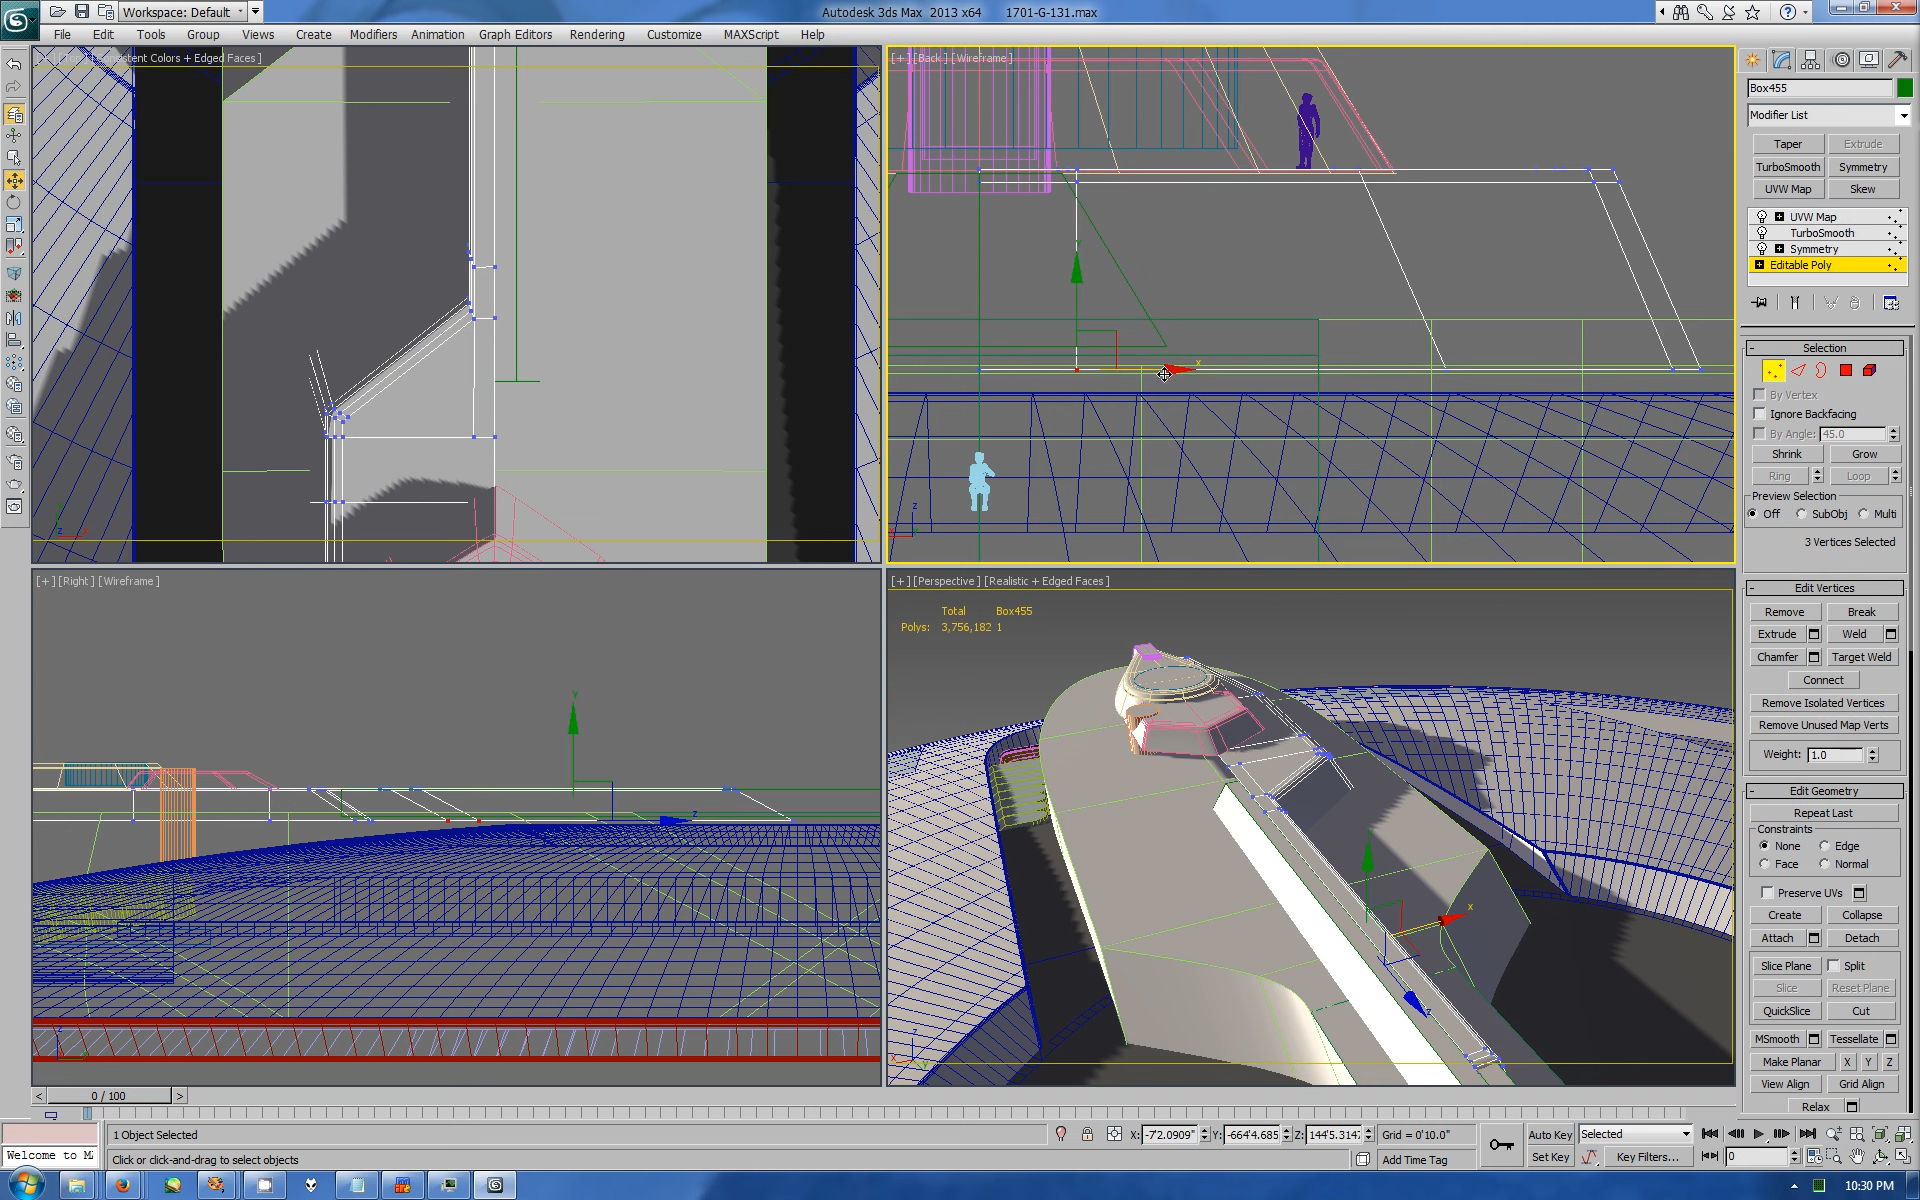 Workspace: Default
Autodesk 3ds Max 2013 x64 1701-G-131.max
File Edit Tools Group Views Create Modifiers Animation Graph Editors Rendering Customize MAXScript Help
Consistent Colors + Edged Faces ]
[ + ] [ Back ] [ Wireframe ]
Box455
Modifier List
Taper Extrude
TurboSmooth Symmetry
UVW Map Skew
UVW Map
TurboSmooth
Symmetry
Editable Poly
Selection
By Vertex
Ignore Backfacing
By Angle: 45.0
Shrink Grow
Ring Loop
Preview Selection
Off SubObj Multi
3 Vertices Selected
[ + ] [ Right ] [ Wireframe ]
[ + ] [ Perspective ] [ Realistic + Edged Faces ]
Total Box455
Polys: 3,756,182 1
Edit Vertices
Remove Break
Extrude Weld
Chamfer Target Weld
Connect
Remove Isolated Vertices
Remove Unused Map Verts
Weight: 1.0
Edit Geometry
Repeat Last
Constraints
None Edge
Face Normal
Preserve UVs
Create Collapse
Attach Detach
Slice Plane Split
Slice Reset Plane
QuickSlice Cut
MSmooth Tessellate
Make Planar X Y Z
View Align Grid Align
Relax
< 0 / 100 >
1 Object Selected X: -7'2.0909" Y: -664'4.685 Z: 144'5.314 Grid = 0'10.0" Auto Key Selected
Welcome to M Click or click-and-drag to select objects Add Time Tag Set Key Key Filters... 0
10:30 PM